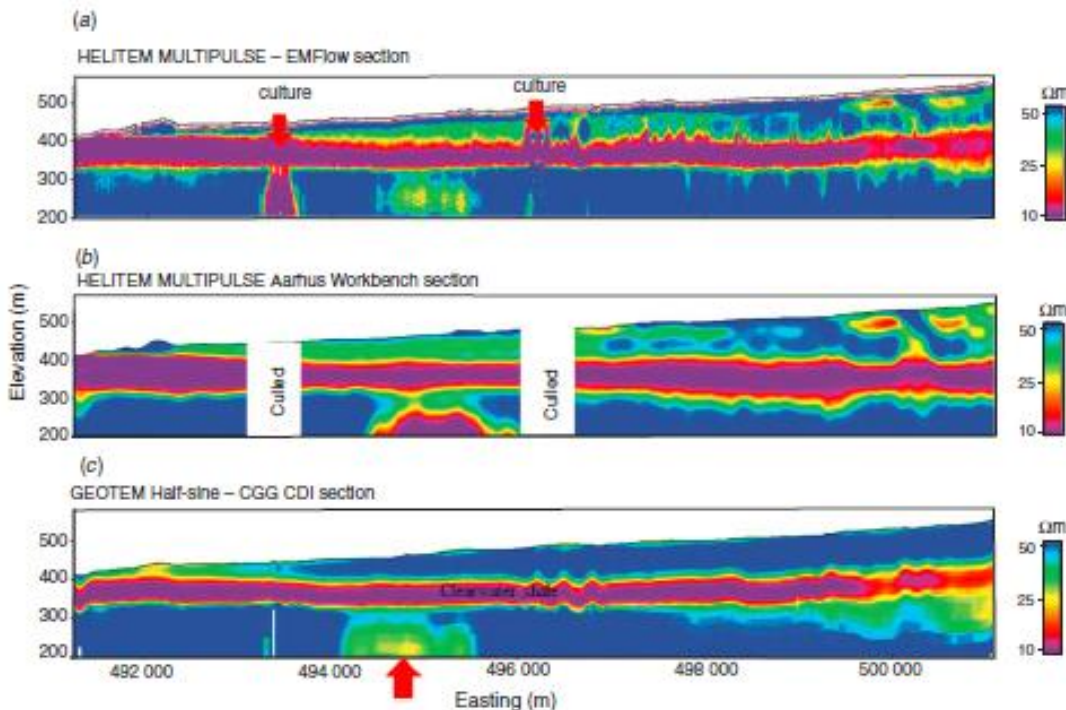 (a)
HELITEM MULTIPULSE – EMFlow section
culture
culture
Ωm
500
400
300
200
50
25
10
(b)
HELITEM MULTIPULSE Aarhus Workbench section
Culled
Culled
Ωm
500
400
300
200
50
25
10
Elevation (m)
(c)
GEOTEM Half-sine – CGG CDI section
Clearwater shale
Ωm
500
400
300
200
50
25
10
492 000 494 000 496 000 498 000 500 000
Easting (m)